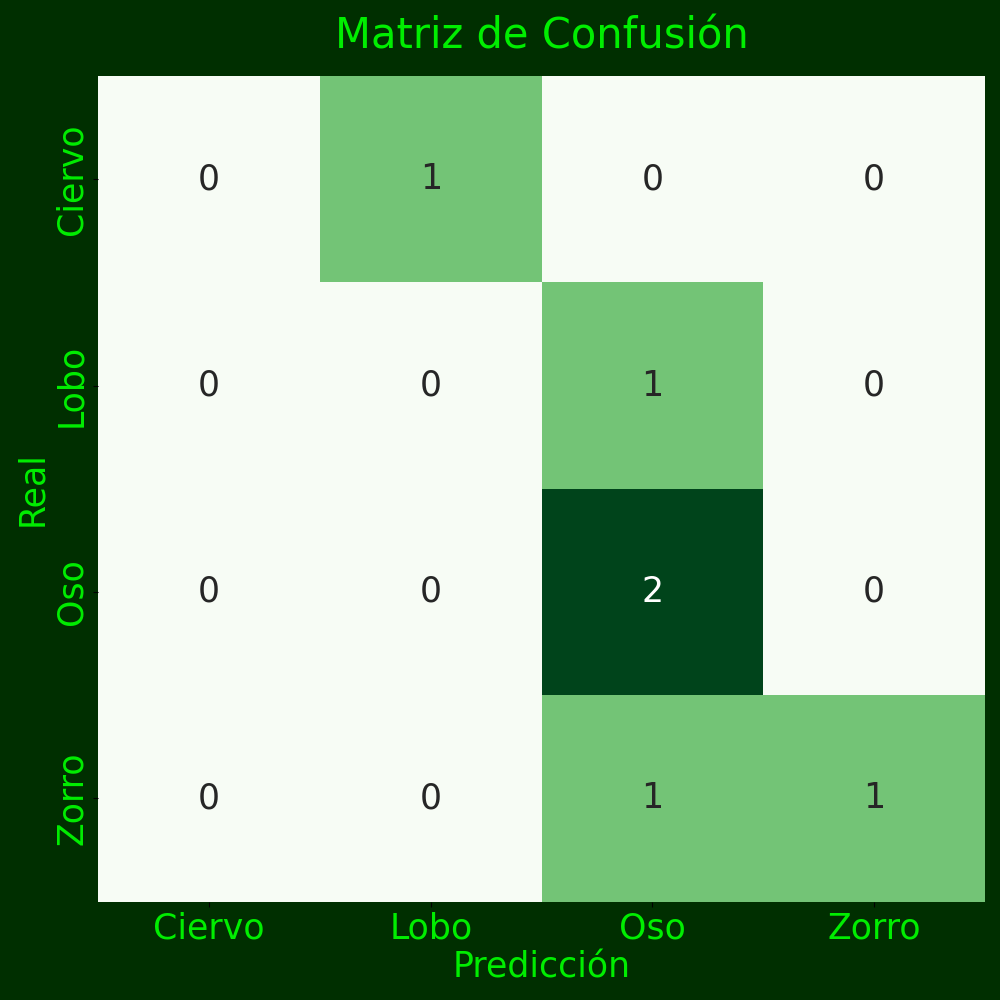 Matriz de Confusión
Real
Ciervo 0 1 0 0
Lobo 0 0 1 0
Oso 0 0 2 0
Zorro 0 0 1 1
Ciervo Lobo Oso Zorro
Predicción